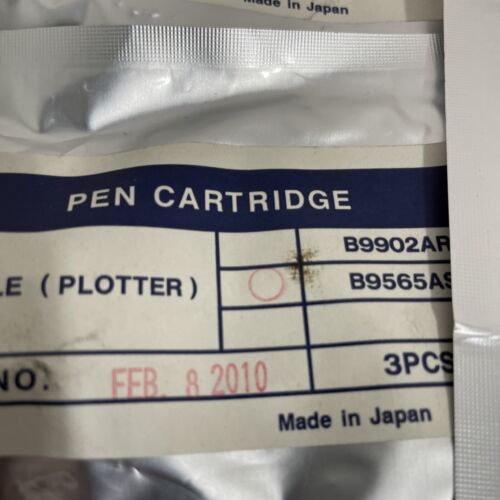 Made in Japan
PEN CARTRIDGE
B9902AR
LE ( PLOTTER ) B9565AS
NO. FEB. 8 2010 3PCS
Made in Japan